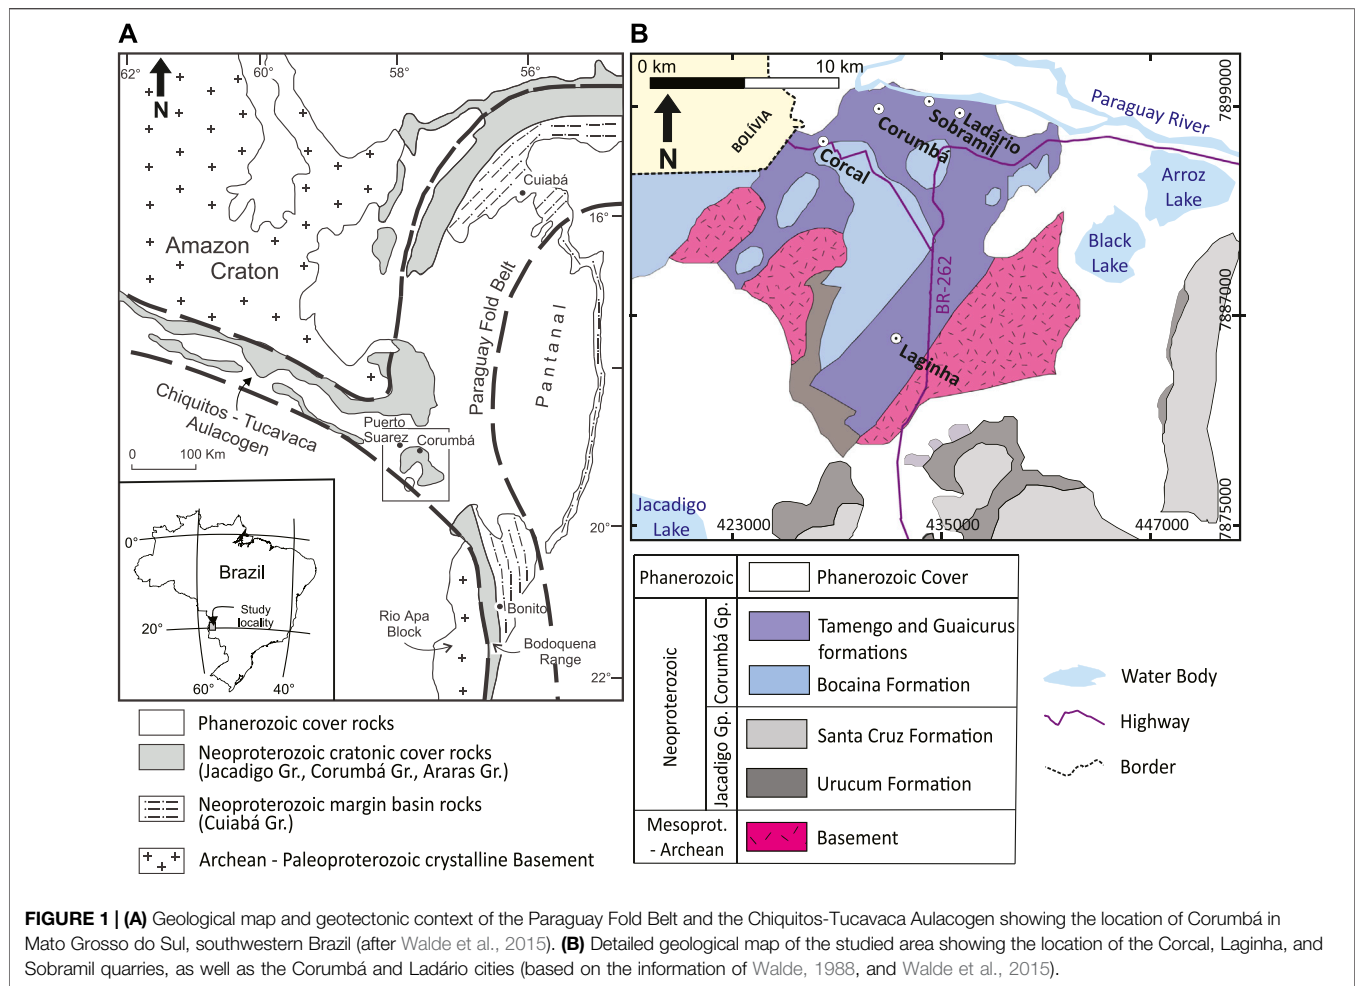 A
62°
60°
58°
56°
N
Cuiabá
16°
Amazon
Craton
Paraguay Fold Belt
Pantanal
Chiquitos - Tucavaca
Aulacogen
Puerto
Suarez
Corumbá
0 100 Km
20°
0°
Brazil
Study
locality
20°
60° 40°
Rio Apa
Block
Bonito
Bodoquena
Range
22°
Phanerozoic cover rocks
Neoproterozoic cratonic cover rocks
(Jacadigo Gr., Corumbá Gr., Araras Gr.)
Neoproterozoic margin basin rocks
(Cuiabá Gr.)
Archean - Paleoproterozoic crystalline Basement
B
0 km 10 km
N
BOLÍVIA
Paraguay River
7899000
Ladário
Sobramil
Corumbá
Corcal
Arroz
Lake
Black
Lake
BR-262
7887000
Laginha
Jacadigo
Lake
423000
435000
447000
7875000
Phanerozoic
Phanerozoic Cover
Neoproterozoic
Corumbá Gp.
Tamengo and Guaicurus
formations
Bocaina Formation
Jacadigo Gp.
Santa Cruz Formation
Urucum Formation
Mesoprot.
- Archean
Basement
Water Body
Highway
Border
FIGURE 1 | (A) Geological map and geotectonic context of the Paraguay Fold Belt and the Chiquitos-Tucavaca Aulacogen showing the location of Corumbá in
Mato Grosso do Sul, southwestern Brazil (after Walde et al., 2015). (B) Detailed geological map of the studied area showing the location of the Corcal, Laginha, and
Sobramil quarries, as well as the Corumbá and Ladário cities (based on the information of Walde, 1988, and Walde et al., 2015).